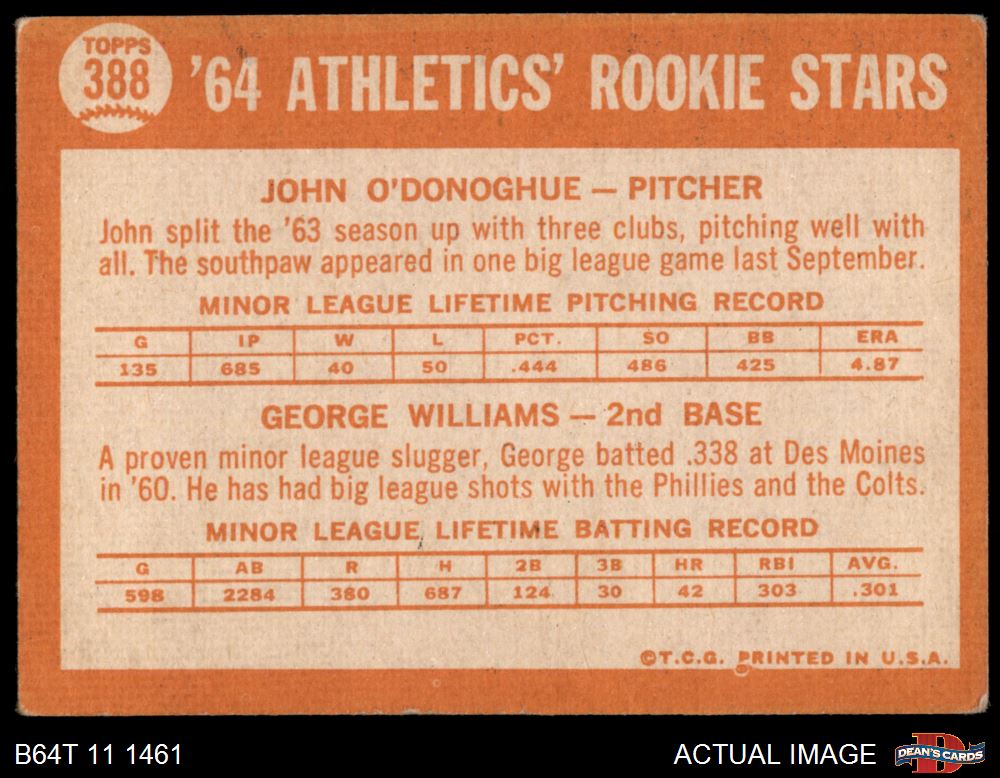 TOPPS
388
'64 ATHLETICS' ROOKIE STARS
JOHN O'DONOGHUE — PITCHER
John split the '63 season up with three clubs, pitching well with
all. The southpaw appeared in one big league game last September.
MINOR LEAGUE LIFETIME PITCHING RECORD
G IP W L PCT. SO BB ERA
135 685 40 50 .444 486 425 4.87
GEORGE WILLIAMS — 2nd BASE
A proven minor league slugger, George batted .338 at Des Moines
in '60. He has had big league shots with the Phillies and the Colts.
MINOR LEAGUE LIFETIME BATTING RECORD
G AB R H 2B 3B HR RBI AVG.
598 2284 380 687 124 30 42 303 .301
©T.C.G. PRINTED IN U.S.A.
B64T 11 1461
ACTUAL IMAGE
DEAN'S CARDS